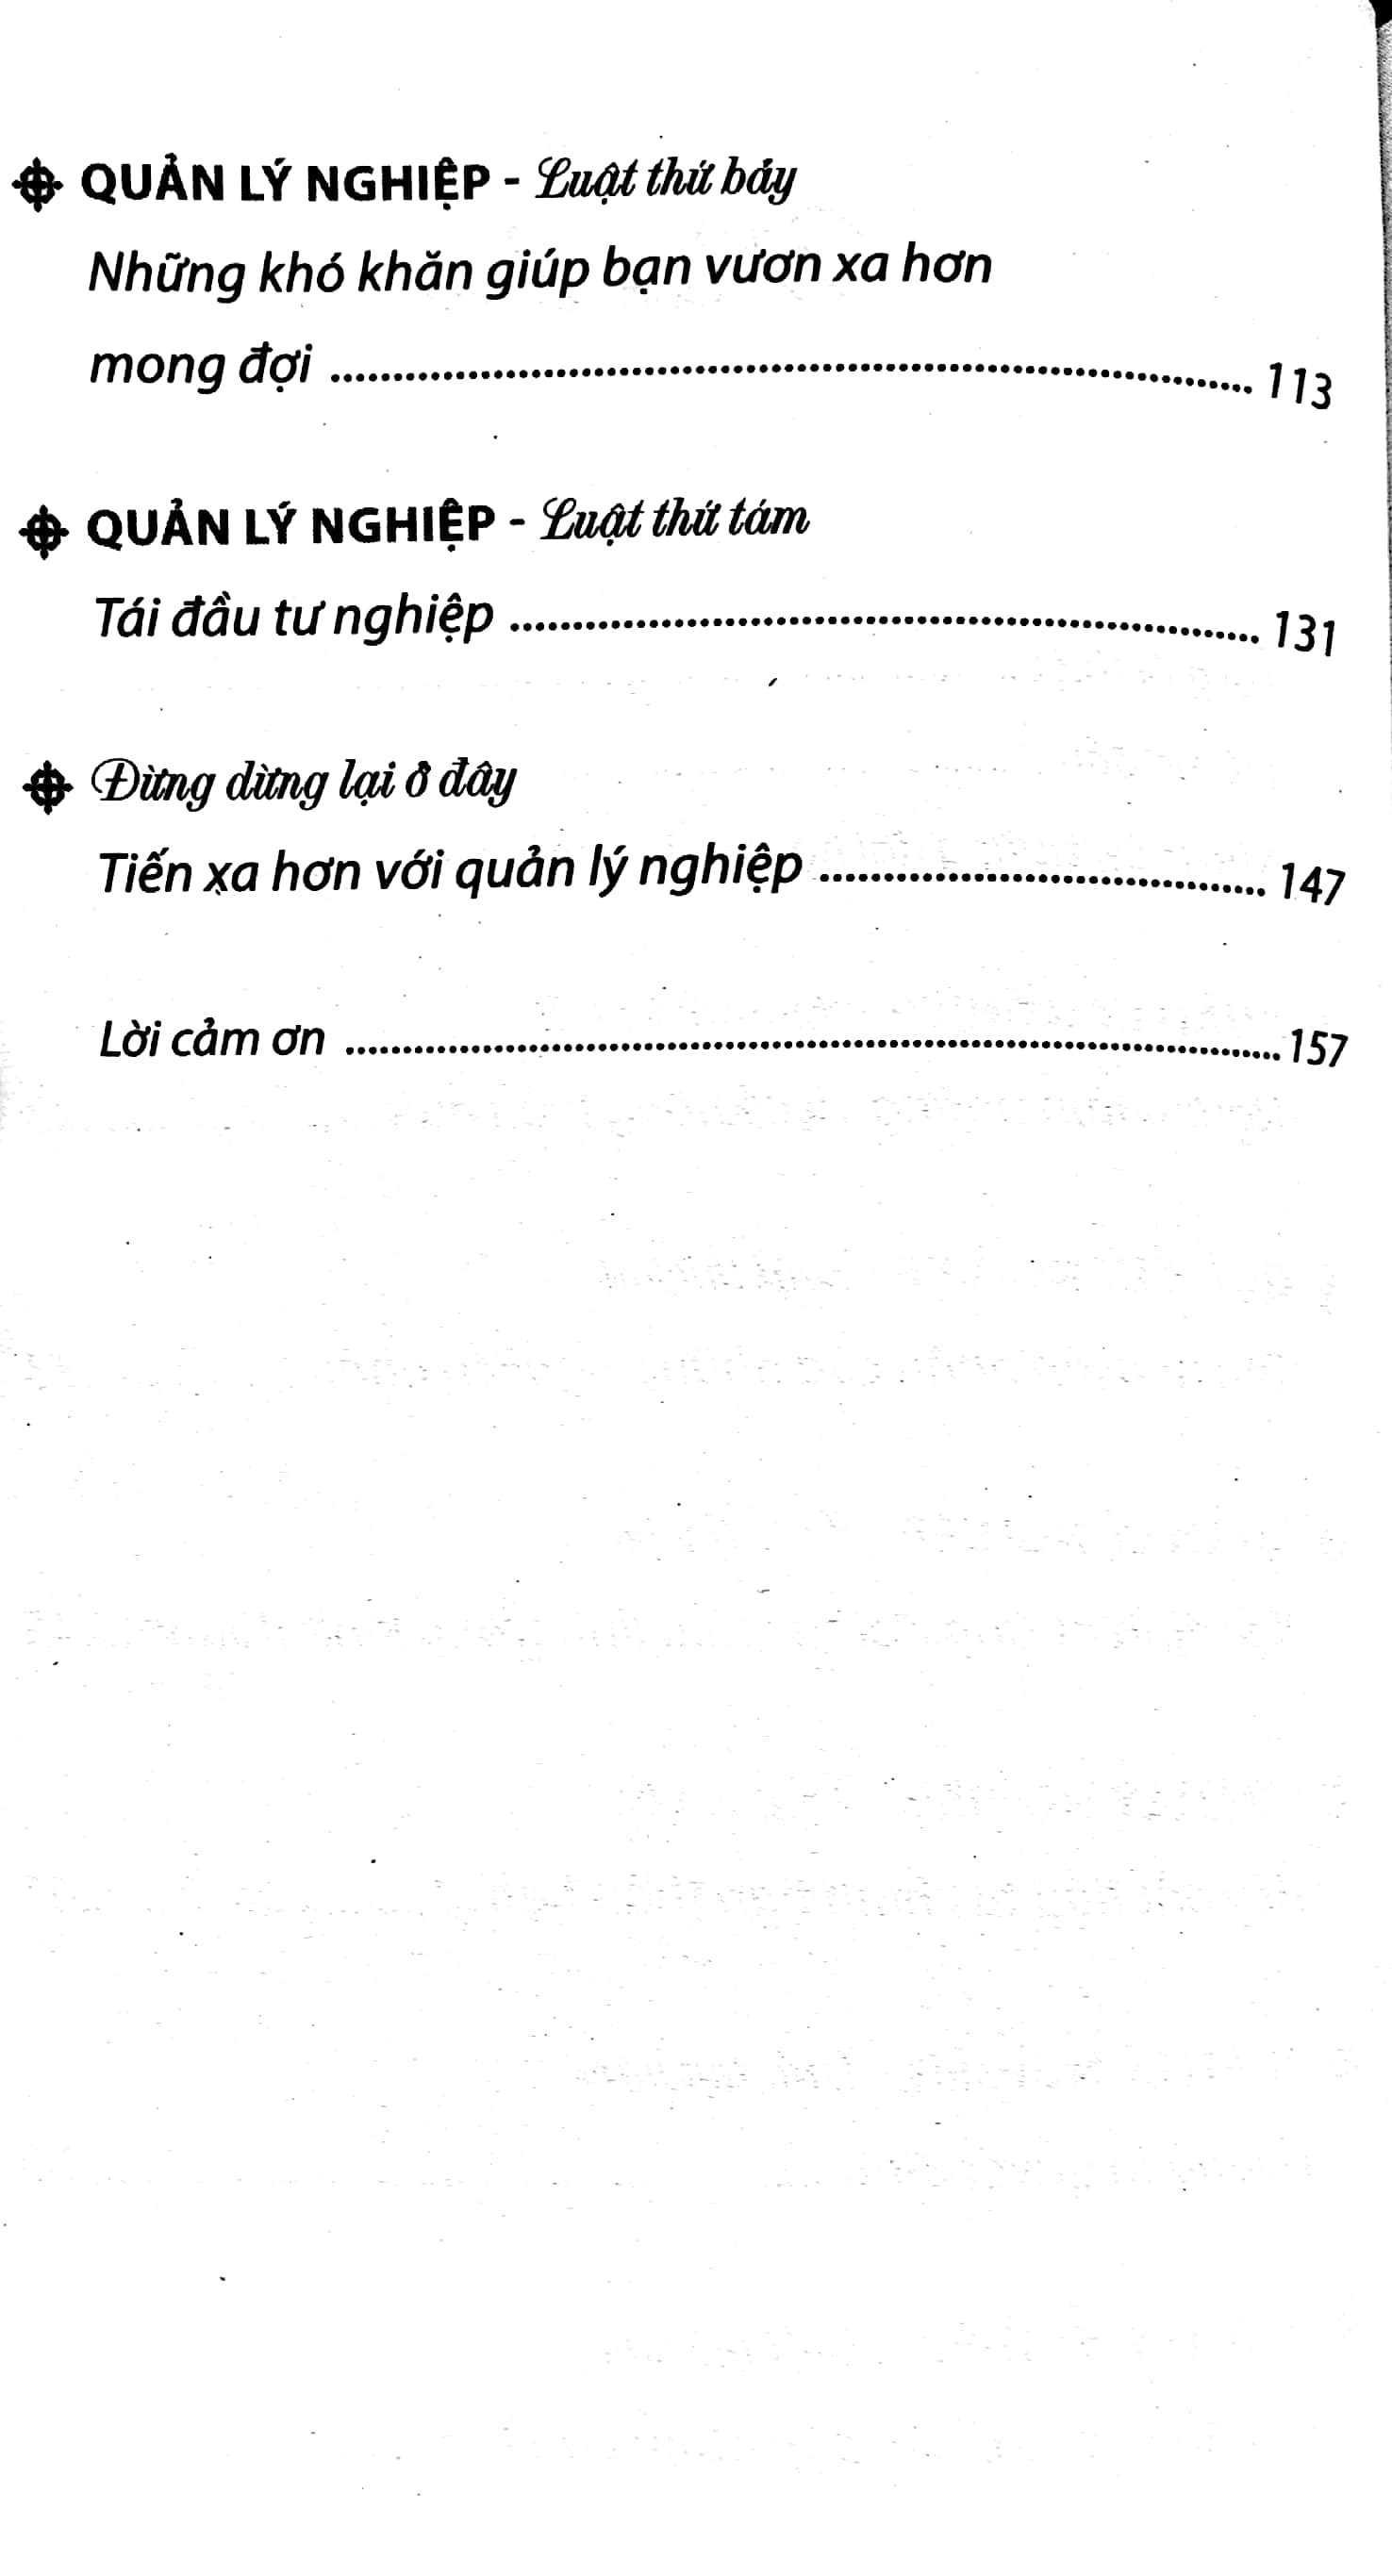 QUẢN LÝ NGHIỆP - Luật thứ bảy
Những khó khăn giúp bạn vươn xa hơn
mong đợi ........................................................................ 113
QUẢN LÝ NGHIỆP - Luật thứ tám
Tái đầu tư nghiệp ........................................................... 131
Đừng dừng lại ở đây
Tiến xa hơn với quản lý nghiệp ................................... 147
Lời cảm ơn ................................................................................ 157